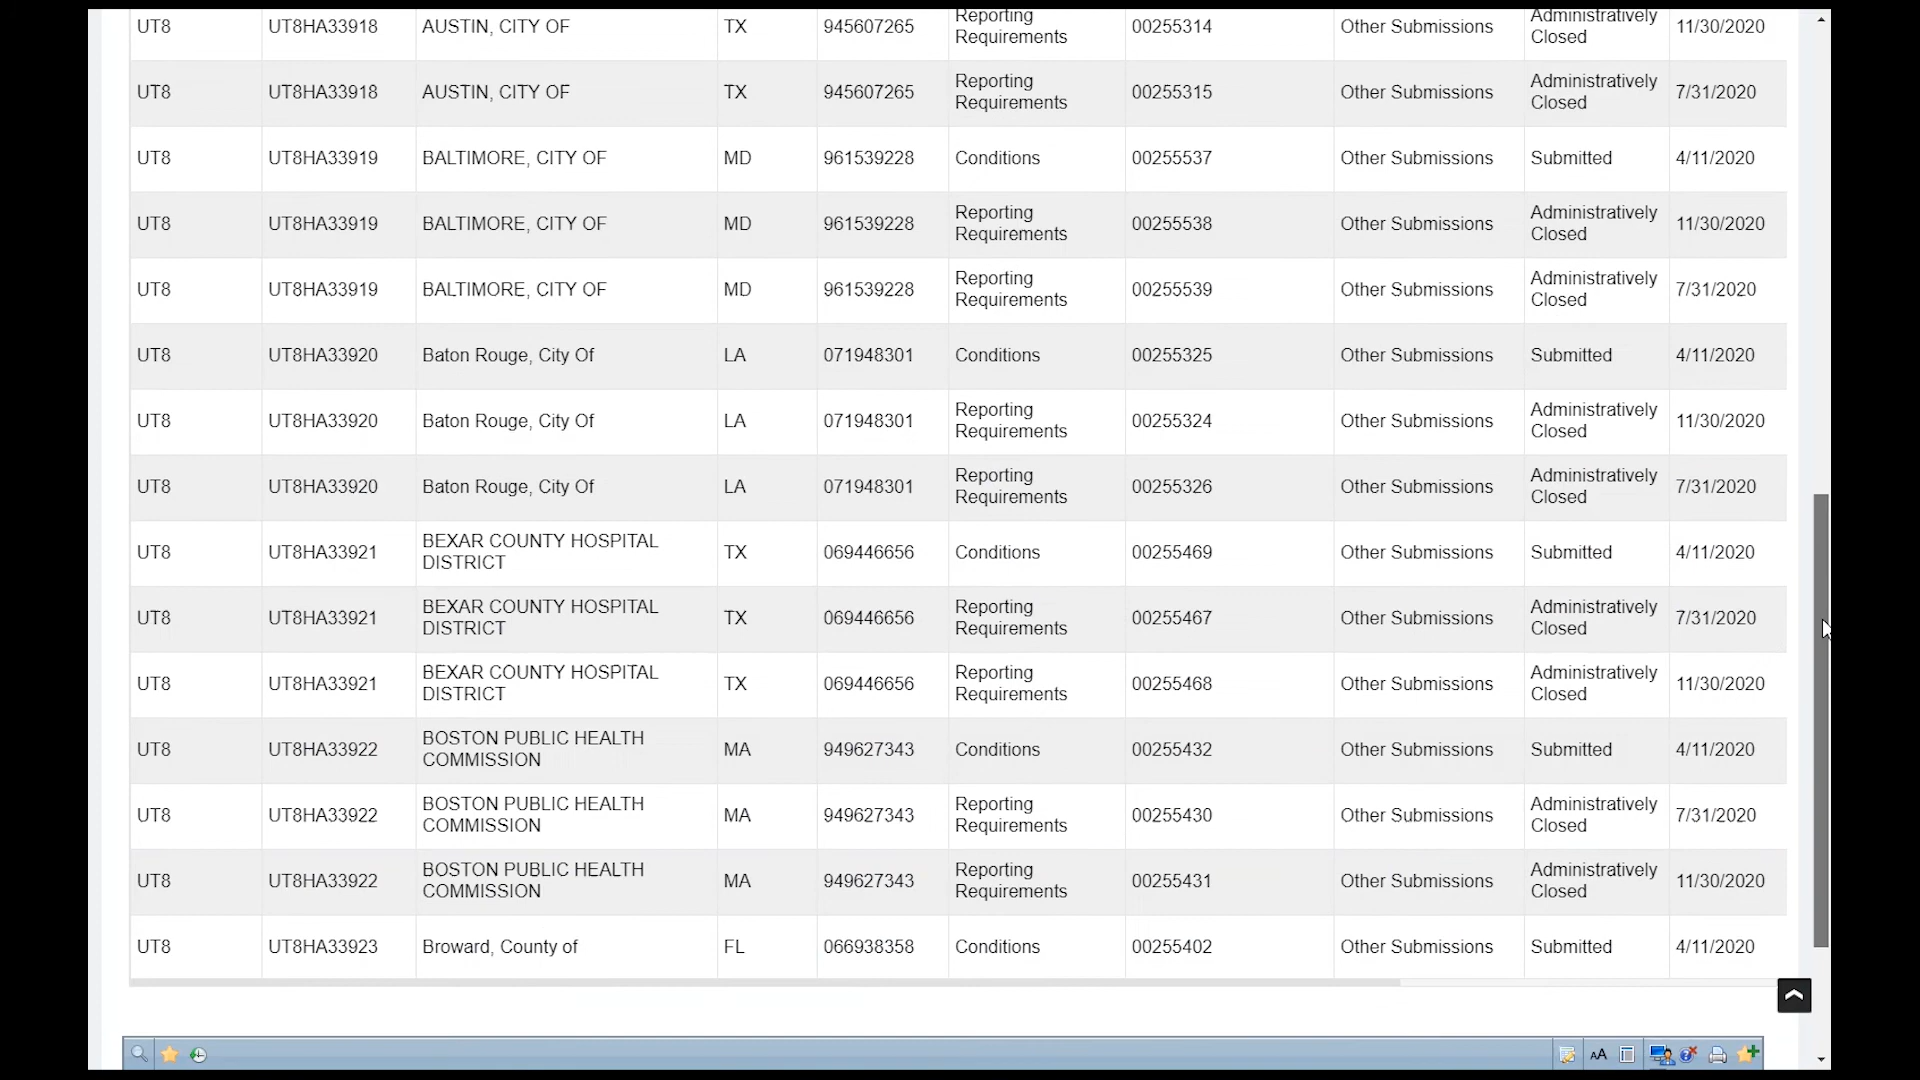 UT8 UT8HA33918 AUSTIN, CITY OF TX 945607265 Reporting Requirements 00255314 Other Submissions Administratively Closed 11/30/2020
UT8 UT8HA33918 AUSTIN, CITY OF TX 945607265 Reporting Requirements 00255315 Other Submissions Administratively Closed 7/31/2020
UT8 UT8HA33919 BALTIMORE, CITY OF MD 961539228 Conditions 00255537 Other Submissions Submitted 4/11/2020
UT8 UT8HA33919 BALTIMORE, CITY OF MD 961539228 Reporting Requirements 00255538 Other Submissions Administratively Closed 11/30/2020
UT8 UT8HA33919 BALTIMORE, CITY OF MD 961539228 Reporting Requirements 00255539 Other Submissions Administratively Closed 7/31/2020
UT8 UT8HA33920 Baton Rouge, City Of LA 071948301 Conditions 00255325 Other Submissions Submitted 4/11/2020
UT8 UT8HA33920 Baton Rouge, City Of LA 071948301 Reporting Requirements 00255324 Other Submissions Administratively Closed 11/30/2020
UT8 UT8HA33920 Baton Rouge, City Of LA 071948301 Reporting Requirements 00255326 Other Submissions Administratively Closed 7/31/2020
UT8 UT8HA33921 BEXAR COUNTY HOSPITAL DISTRICT TX 069446656 Conditions 00255469 Other Submissions Submitted 4/11/2020
UT8 UT8HA33921 BEXAR COUNTY HOSPITAL DISTRICT TX 069446656 Reporting Requirements 00255467 Other Submissions Administratively Closed 7/31/2020
UT8 UT8HA33921 BEXAR COUNTY HOSPITAL DISTRICT TX 069446656 Reporting Requirements 00255468 Other Submissions Administratively Closed 11/30/2020
UT8 UT8HA33922 BOSTON PUBLIC HEALTH COMMISSION MA 949627343 Conditions 00255432 Other Submissions Submitted 4/11/2020
UT8 UT8HA33922 BOSTON PUBLIC HEALTH COMMISSION MA 949627343 Reporting Requirements 00255430 Other Submissions Administratively Closed 7/31/2020
UT8 UT8HA33922 BOSTON PUBLIC HEALTH COMMISSION MA 949627343 Reporting Requirements 00255431 Other Submissions Administratively Closed 11/30/2020
UT8 UT8HA33923 Broward, County of FL 066938358 Conditions 00255402 Other Submissions Submitted 4/11/2020
AA